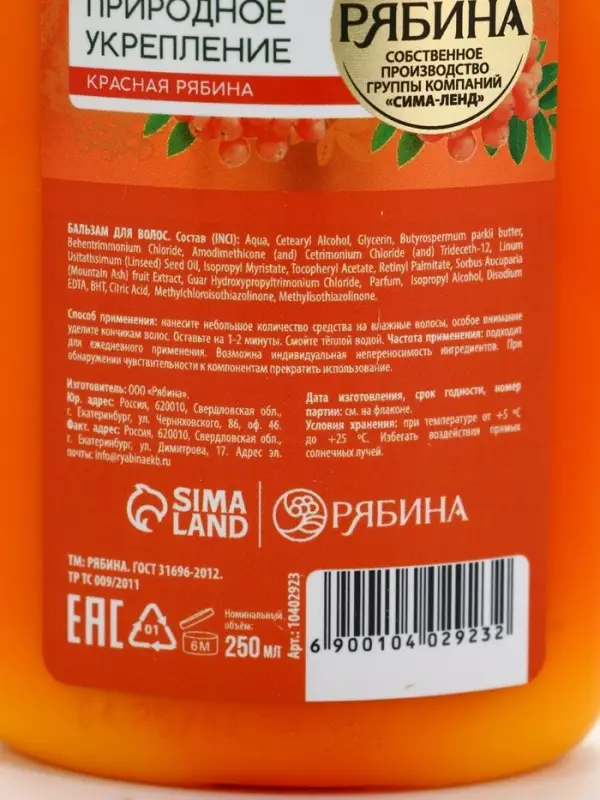 ПРИРОДНОЕ
УКРЕПЛЕНИЕ
КРАСНАЯ РЯБИНА
РЯБИНА
СОБСТВЕННОЕ
ПРОИЗВОДСТВО
ГРУППЫ КОМПАНИЙ
«СИМА-ЛЕНД»
БАЛЬЗАМ ДЛЯ ВОЛОС. Состав (INCI): Aqua, Cetearyl Alcohol, Glycerin, Butyrospermum parkii butter,
Behentrimmonium Chloride, Amodimethicone (and) Cetrimonium Chloride (and) Trideceth-12, Linum
Usitatissimum (Linseed) Seed Oil, Isopropyl Myristate, Tocopheryl Acetate, Retinyl Palmitate, Sorbus Aucuparia
(Mountain Ash) fruit Extract, Guar Hydroxypropyltrimonium Chloride, Parfum, Isopropyl Alcohol, Disodium
EDTA, BHT, Citric Acid, Methylchloroisothiazolinone, Methylisothiazolinone.
Способ применения: нанесите небольшое количество средства на влажные волосы, особое внимание
уделите кончикам волос. Оставьте на 1-2 минуты. Смойте тёплой водой. Частота применения: подходит
для ежедневного применения. Возможна индивидуальная непереносимость ингредиентов. При
обнаружении чувствительности к компонентам прекратить использование.
Изготовитель: ООО «Рябина».
Юр. адрес: Россия, 620010, Свердловская обл.,
г. Екатеринбург, ул. Черняховского, 86, оф. 46.
Факт. адрес: Россия, 620010, Свердловская обл.,
г. Екатеринбург, ул. Димитрова, 17. Адрес эл.
почты: info@ryabinaekb.ru
Дата изготовления, срок годности, номер
партии: см. на флаконе.
Условия хранения: при температуре от +5 °C
до +25 °C. Избегать воздействия прямых
солнечных лучей.
SIMA
LAND
РЯБИНА
ТМ: РЯБИНА. ГОСТ 31696-2012.
ТР ТС 009/2011
EAC
01
6М
Номинальный
объём:
250 МЛ
Арт.: 10402923
6 900104 029232